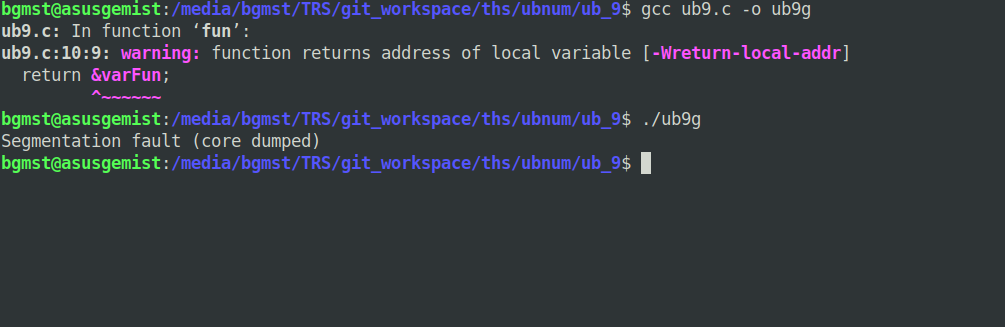 bgmst@asusgemist:/media/bgmst/TRS/git_workspace/ths/ubnum/ub_9$ gcc ub9.c -o ub9g
ub9.c: In function ‘fun’:
ub9.c:10:9: warning: function returns address of local variable [-Wreturn-local-addr]
  return &varFun;
         ^~~~~~~
bgmst@asusgemist:/media/bgmst/TRS/git_workspace/ths/ubnum/ub_9$ ./ub9g
Segmentation fault (core dumped)
bgmst@asusgemist:/media/bgmst/TRS/git_workspace/ths/ubnum/ub_9$